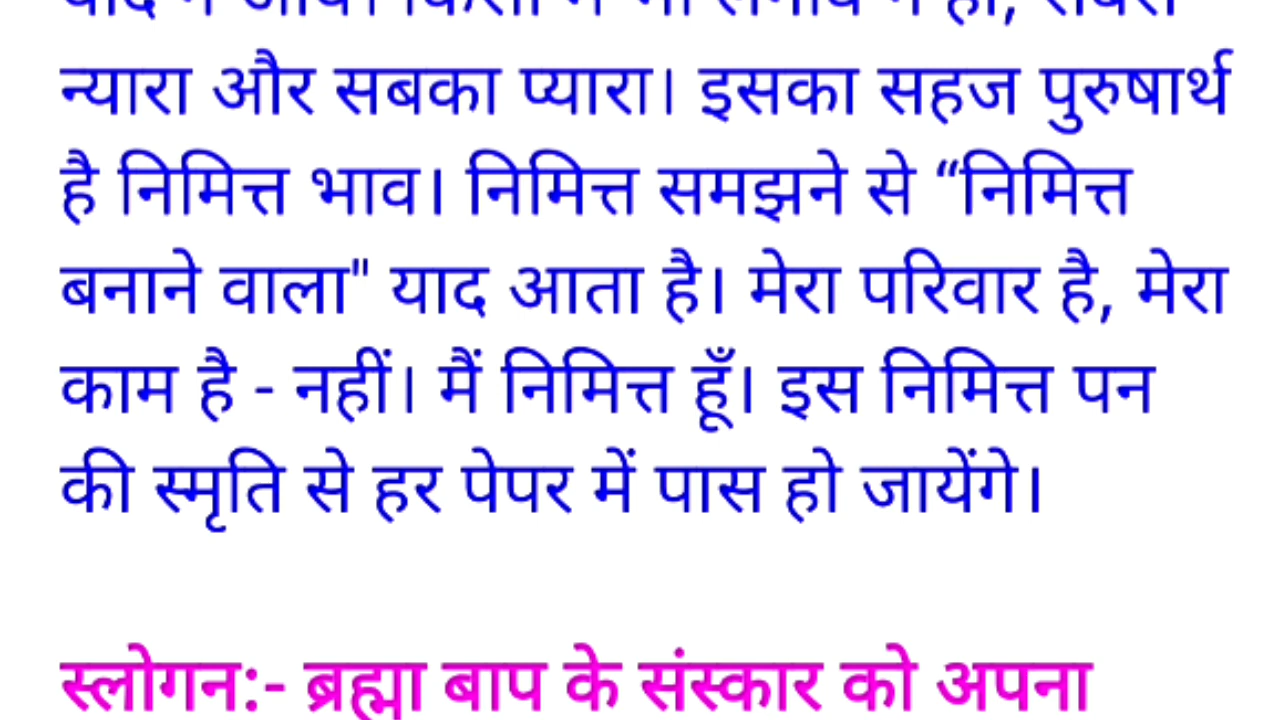 न्यारा और सबका प्यारा। इसका सहज पुरुषार्थ
है निमित्त भाव। निमित्त समझने से “निमित्त
बनाने वाला" याद आता है। मेरा परिवार है, मेरा
काम है - नहीं। मैं निमित्त हूँ। इस निमित्त पन
की स्मृति से हर पेपर में पास हो जायेंगे।
स्लोगन:- ब्रह्मा बाप के संस्कार को अपना